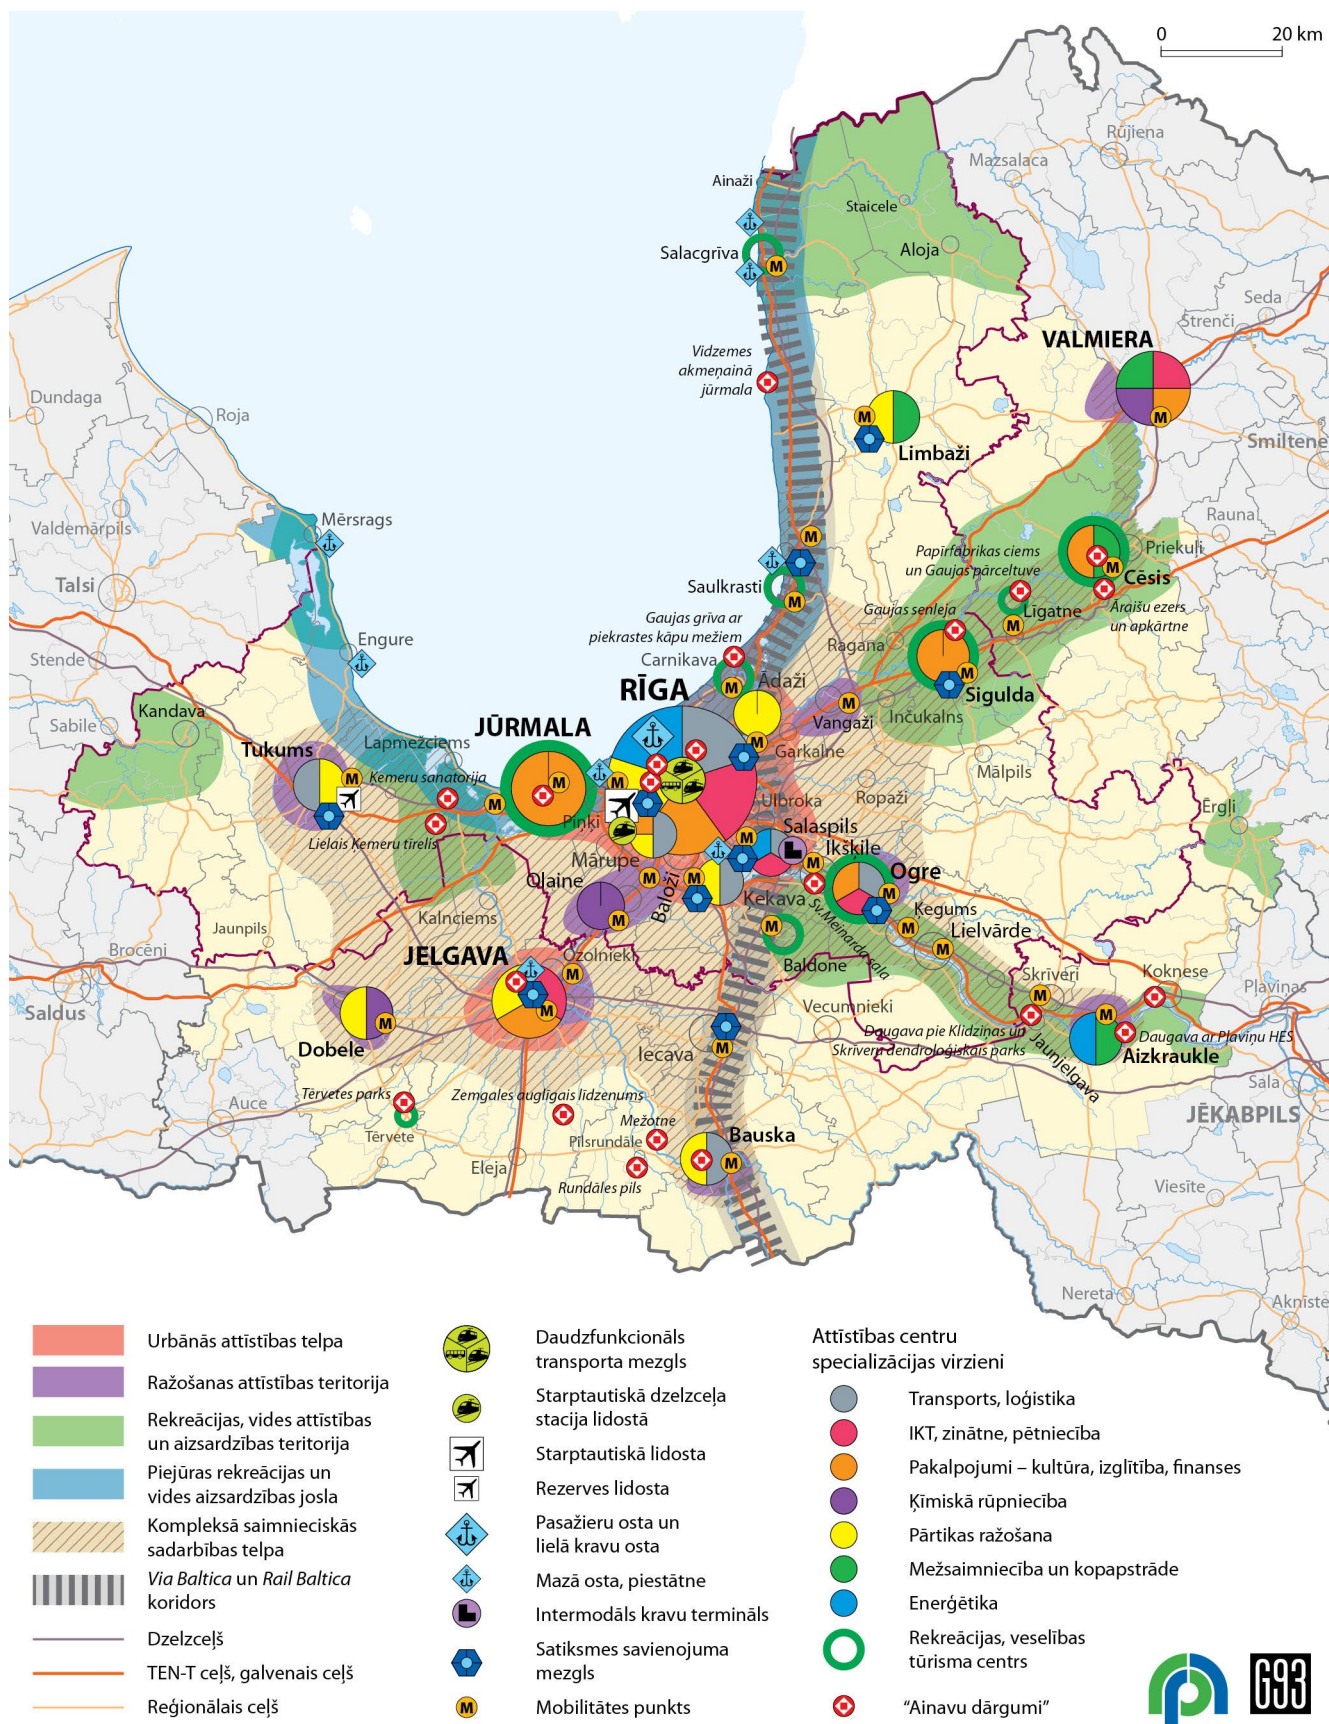 0 20 km
Rūjiena
Mazsalaca
Ainaži
Staicele
Salacgrīva
Aloja
Seda
Strenči
VALMIERA
Vidzemes
akmeņainā
jūrmala
Dundaga
Roja
Limbaži
Smiltene
Valdemārpils
Mērsrags
Rauna
Papīrfabrikas ciems
un Gaujas pārceltuve
Priekuļi
Cēsis
Talsi
Saulkrasti
Gaujas senleja
Līgatne
Āraišu ezers
un apkārtne
Gaujas grīva ar
piekrastes kāpu mežiem
Engure
Ragana
Stende
Carnikava
RĪGA
Ādaži
Sigulda
Kandava
Sabile
Vangaži
Inčukalns
JŪRMALA
Tukums
Lapmežciems
Garkalne
Ķemeru sanatorija
Mālpils
Ulbroka
Ropaži
Ērgļi
Piņķi
Salaspils
Lielais Ķemeru tīrelis
Mārupe
Ikšķile
Ogre
Olaine
Baloži
Ķekava
Sv.Meinarda sala
Ķegums
Kalnciems
Lielvārde
Jaunpils
Brocēni
JELGAVA
Ozolnieki
Baldone
Skrīveri
Koknese
Saldus
Vecumnieki
Pļaviņas
Daugava pie Klidziņas un
Skrīveru dendroloģiskais parks
Jaunjelgava
Daugava ar Pļaviņu HES
Dobele
Iecava
Aizkraukle
Sala
Tērvetes parks
Zemgales auglīgais līdzenums
Auce
Mežotne
JĒKABPILS
Tērvete
Pilsrundāle
Bauska
Eleja
Rundāles pils
Viesīte
Nereta
Aknīste
Urbānās attīstības telpa
Ražošanas attīstības teritorija
Rekreācijas, vides attīstības
un aizsardzības teritorija
Piejūras rekreācijas un
vides aizsardzības josla
Kompleksā saimnieciskās
sadarbības telpa
Via Baltica un Rail Baltica
koridors
Dzelzceļš
TEN-T ceļš, galvenais ceļš
Reģionālais ceļš
Daudzfunkcionāls
transporta mezgls
Starptautiskā dzelzceļa
stacija lidostā
Starptautiskā lidosta
Rezerves lidosta
Pasažieru osta un
lielā kravu osta
Mazā osta, piestātne
Intermodāls kravu termināls
Satiksmes savienojuma
mezgls
M Mobilitātes punkts
Attīstības centru
specializācijas virzieni
Transports, loģistika
IKT, zinātne, pētniecība
Pakalpojumi – kultūra, izglītība, finanses
Ķīmiskā rūpniecība
Pārtikas ražošana
Mežsaimniecība un kopapstrāde
Enerģētika
Rekreācijas, veselības
tūrisma centrs
"Ainavu dārgumi"
G93